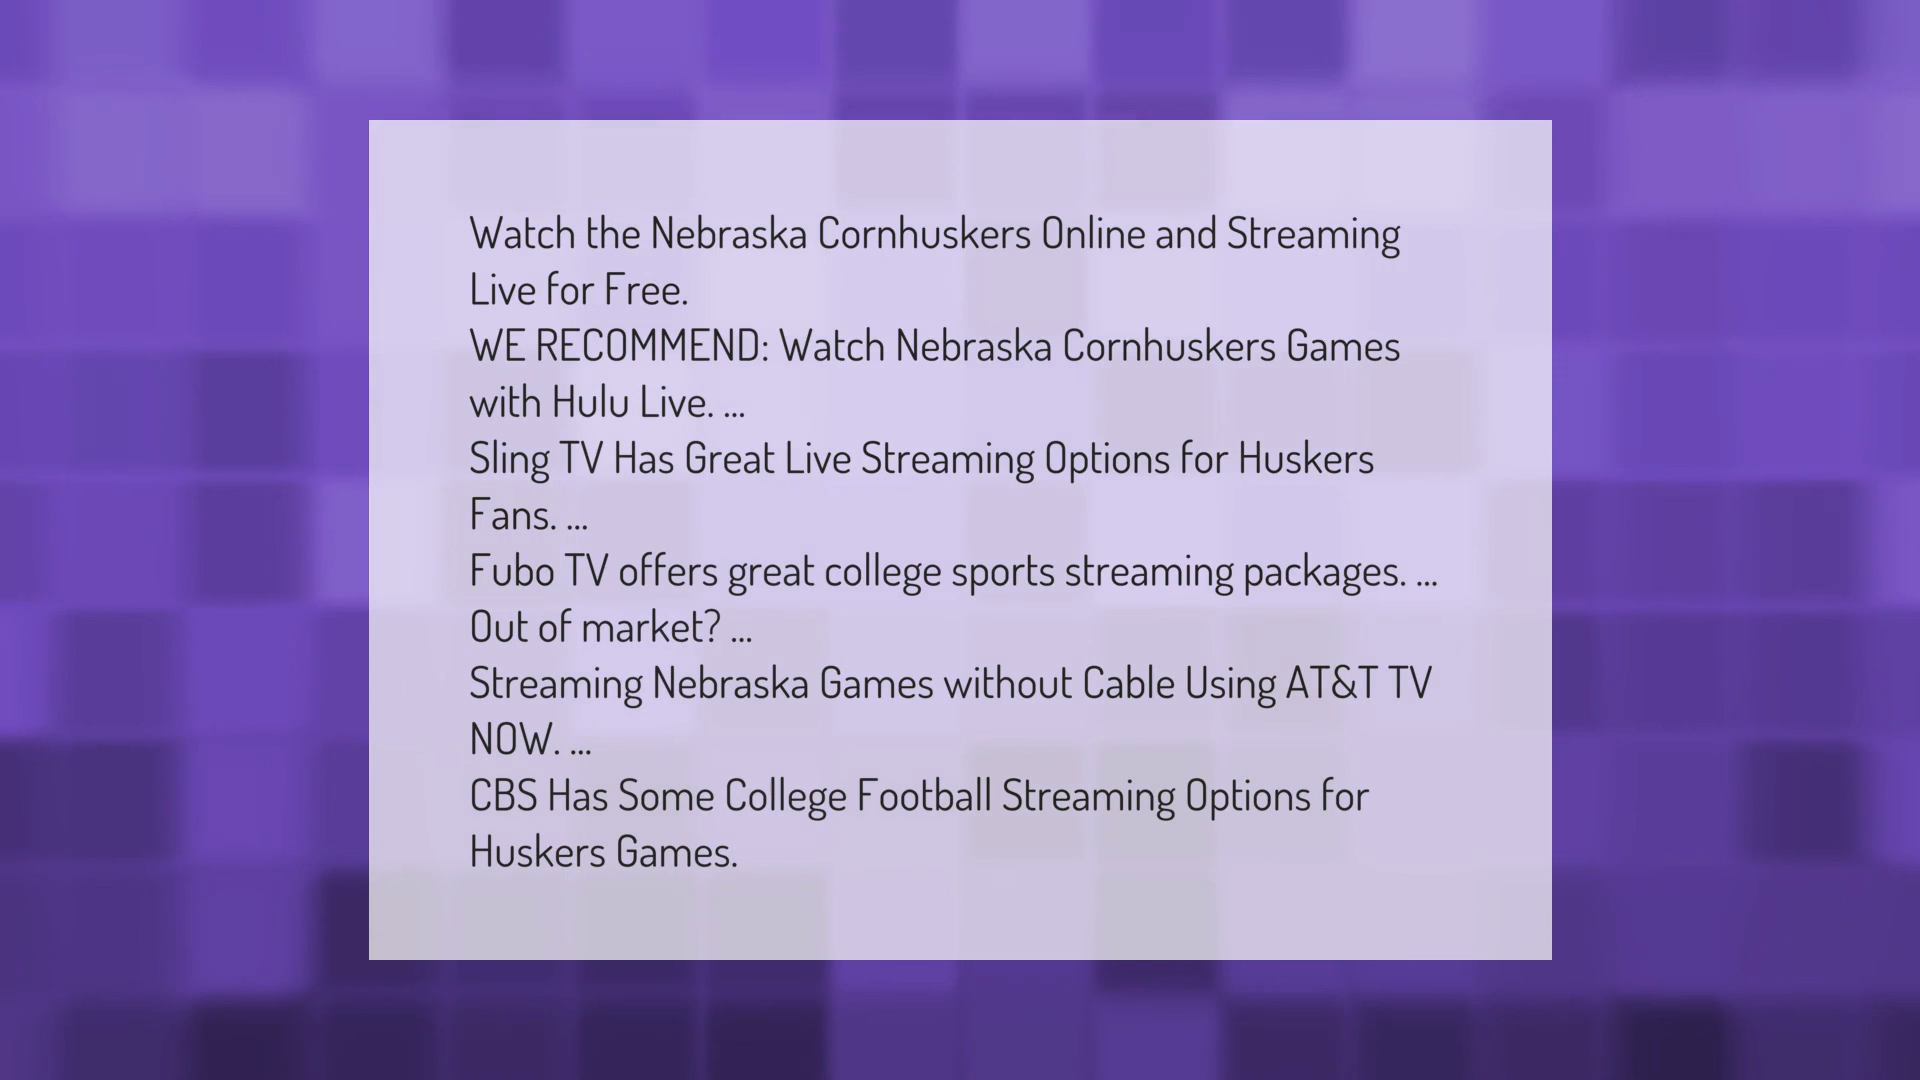 Watch the Nebraska Cornhuskers Online and Streaming
Live for Free.
WE RECOMMEND: Watch Nebraska Cornhuskers Games
with Hulu Live. ...
Sling TV Has Great Live Streaming Options for Huskers
Fans. ...
Fubo TV offers great college sports streaming packages. ...
Out of market? ...
Streaming Nebraska Games without Cable Using AT&T TV
NOW. ...
CBS Has Some College Football Streaming Options for
Huskers Games.